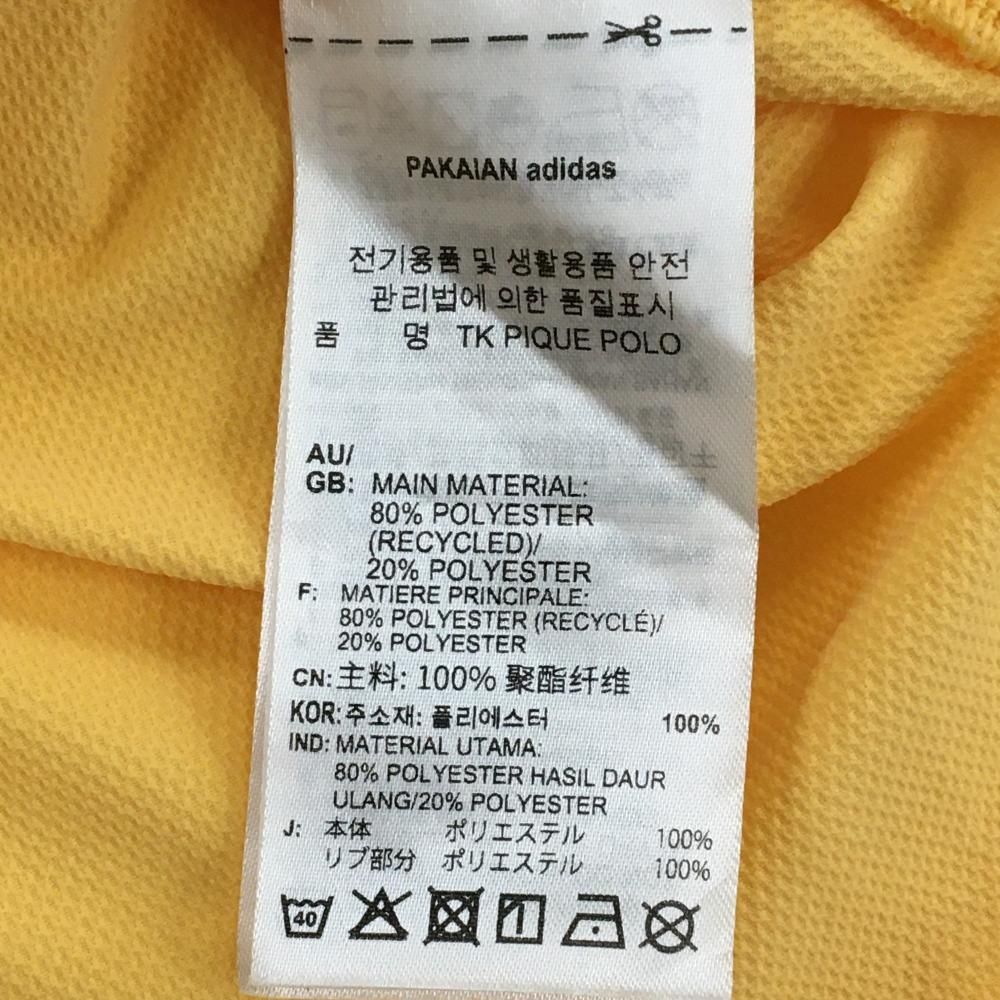 PAKAIAN adidas
전기용품 및 생활용품 안전
관리법에 의한 품질표시
품 명 TK PIQUE POLO
AU/
GB: MAIN MATERIAL:
80% POLYESTER
(RECYCLED)/
20% POLYESTER
F: MATIERE PRINCIPALE:
80% POLYESTER (RECYCLÉ)/
20% POLYESTER
CN: 主料: 100% 聚酯纤维
KOR: 주소재: 폴리에스터 100%
IND: MATERIAL UTAMA:
80% POLYESTER HASIL DAUR
ULANG/20% POLYESTER
J: 本体 ポリエステル 100%
リブ部分 ポリエステル 100%
40